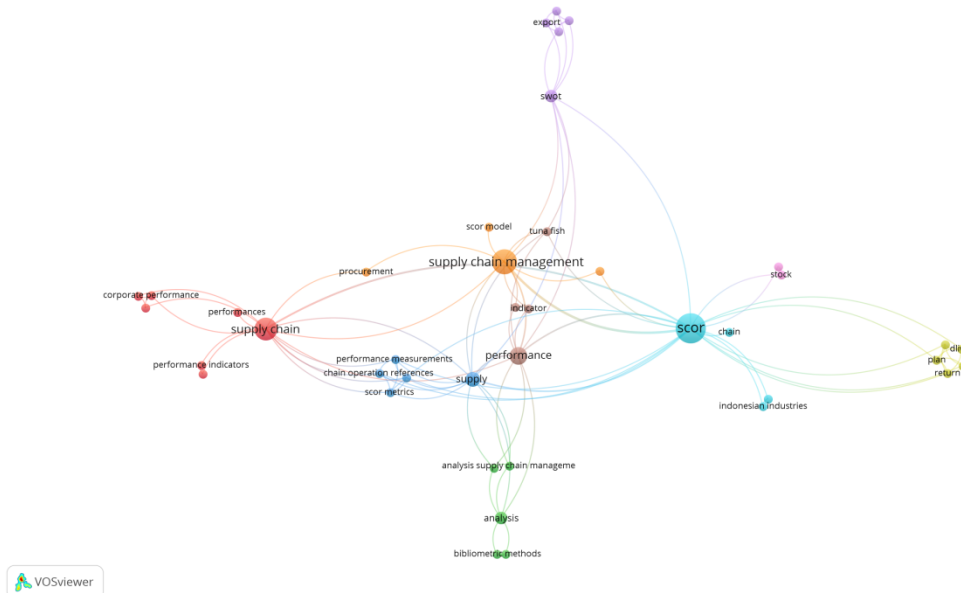 export
swot
scor model
tuna fish
supply chain management
procurement
stock
corporate performance
indicator
performances
supply chain
scor
chain
performance
performance measurements
performance indicators
plan
chain operation references
supply
return
scor metrics
indonesian industries
analysis supply chain manageme
analysis
bibliometric methods
VOSviewer